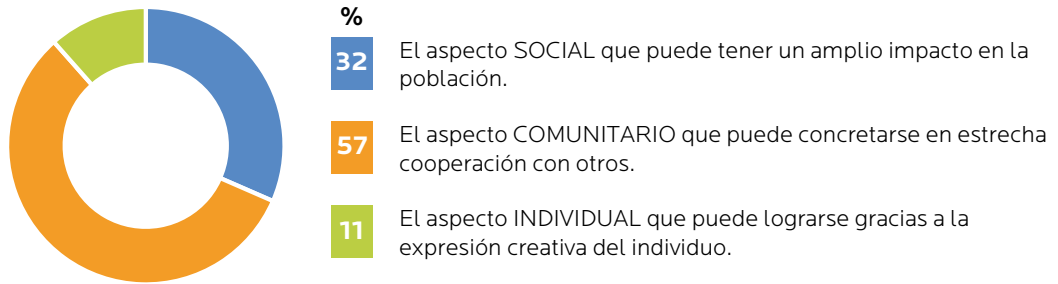 %
32
El aspecto SOCIAL que puede tener un amplio impacto en la
población.
57
El aspecto COMUNITARIO que puede concretarse en estrecha
cooperación con otros.
11
El aspecto INDIVIDUAL que puede lograrse gracias a la
expresión creativa del individuo.